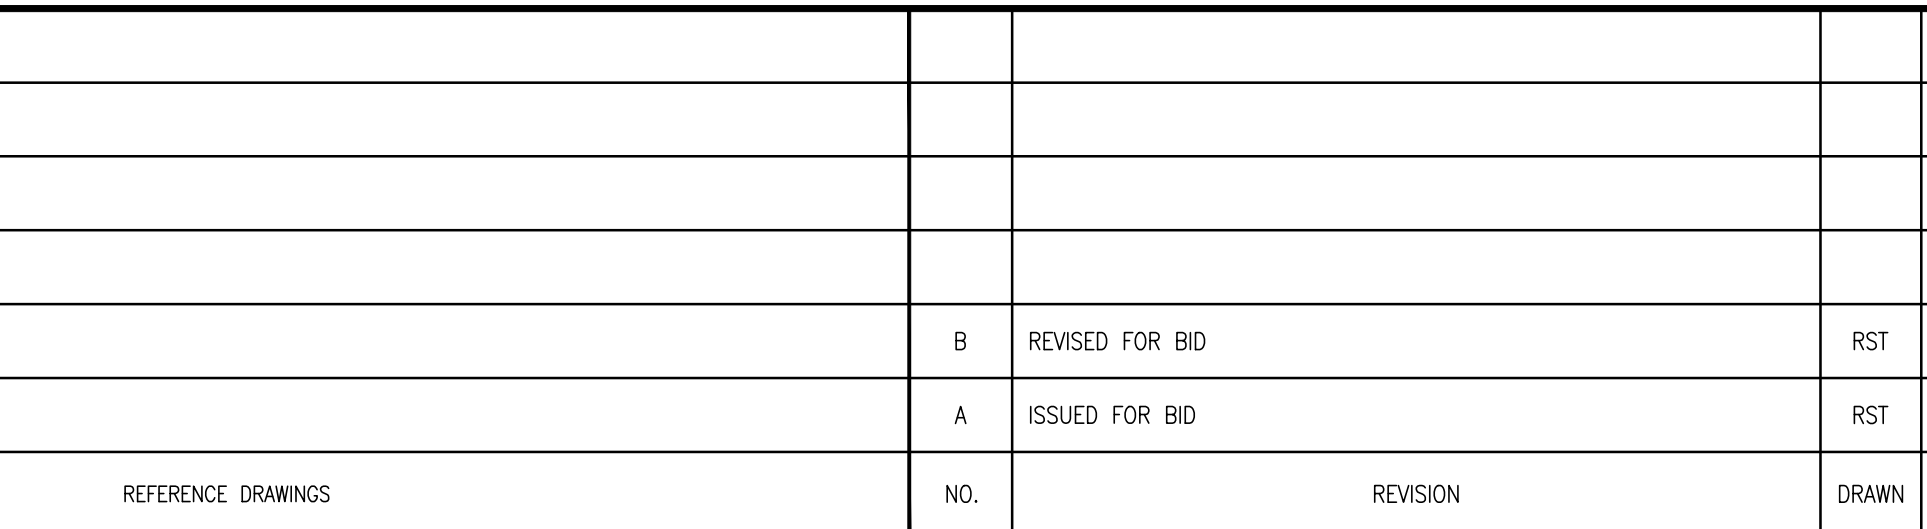 B REVISED FOR BID RST
A ISSUED FOR BID RST
REFERENCE DRAWINGS NO. REVISION DRAWN